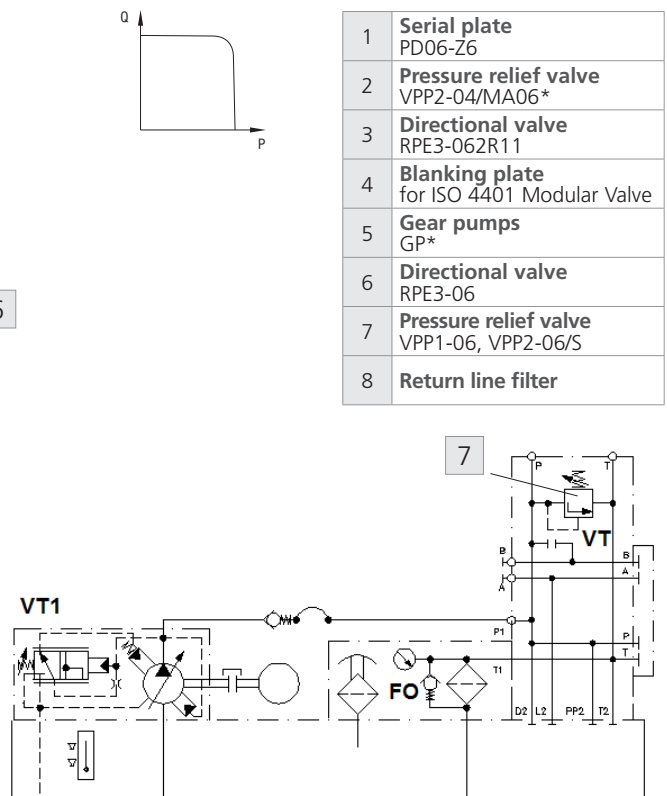 Q
P
1
Serial plate
PD06-Z6
2
Pressure relief valve
VPP2-04/MA06*
3
Directional valve
RPE3-062R11
4
Blanking plate
for ISO 4401 Modular Valve
5
Gear pumps
GP*
6
Directional valve
RPE3-06
7
Pressure relief valve
VPP1-06, VPP2-06/S
8
Return line filter
7
P
T
VT
B
B
A
A
VT1
P1
P
T
T1
FO
D2
L2
PP2
T2